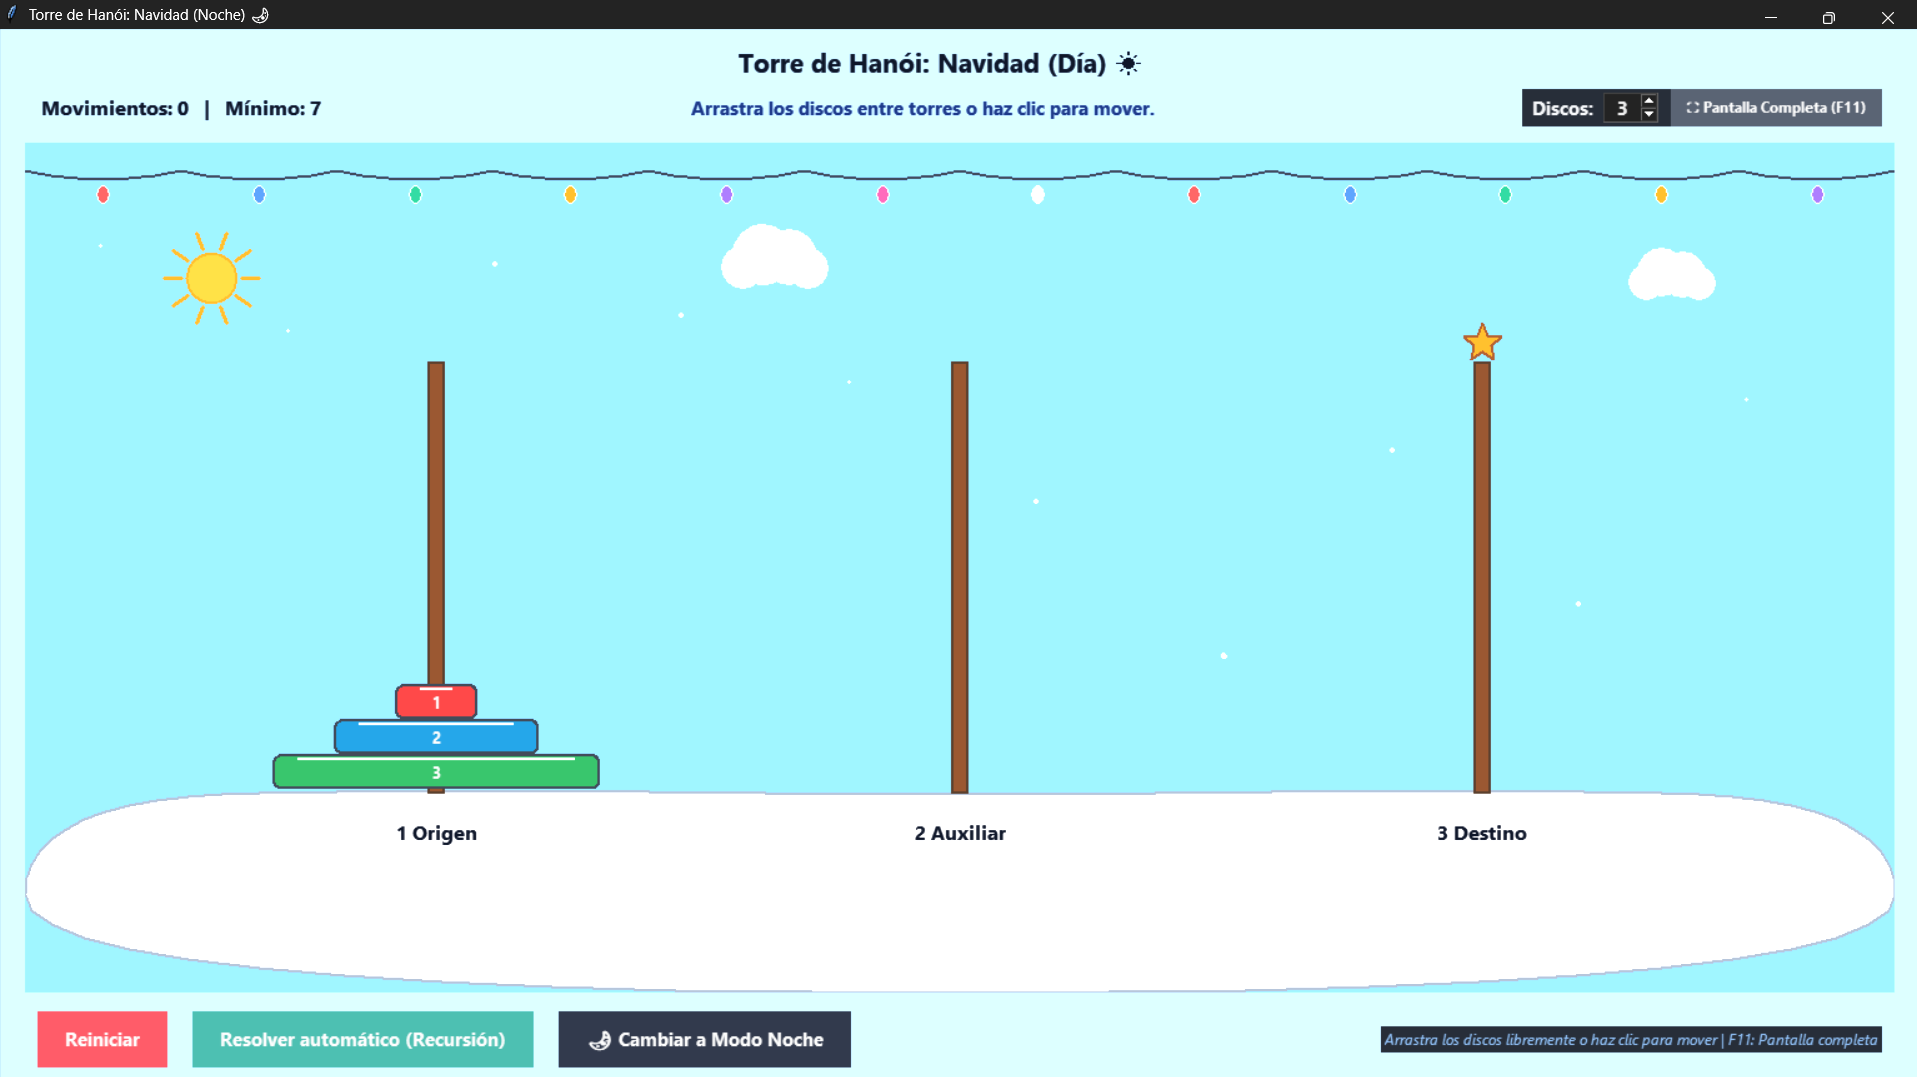 Torre de Hanói: Navidad (Noche) 🌙
Torre de Hanói: Navidad (Día) ☀
Movimientos: 0 | Mínimo: 7
Arrastra los discos entre torres o haz clic para mover.
Discos: 3
⛶ Pantalla Completa (F11)
1
2
3
1 Origen
2 Auxiliar
3 Destino
Reiniciar
Resolver automático (Recursión)
🌙 Cambiar a Modo Noche
Arrastra los discos libremente o haz clic para mover | F11: Pantalla completa